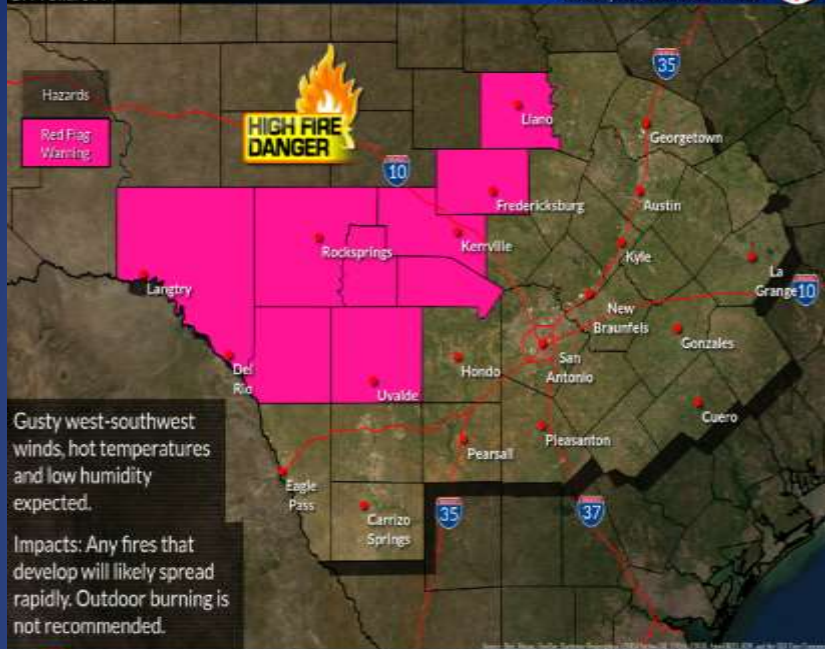 35
Hazards
Red Flag
Warning
HIGH FIRE
DANGER
Llano
Georgetown
10
Fredericksburg
Austin
Rocksprings
Kerrville
Kyle
Langtry
La
Grange
10
New
Braunfels
Gonzales
Del
Rio
Hondo
San
Antonio
Uvalde
Cuero
Gusty west-southwest
winds, hot temperatures
and low humidity
expected.
Pearsall
Pleasanton
Eagle
Pass
Carrizo
Springs
35
37
Impacts: Any fires that
develop will likely spread
rapidly. Outdoor burning is
not recommended.